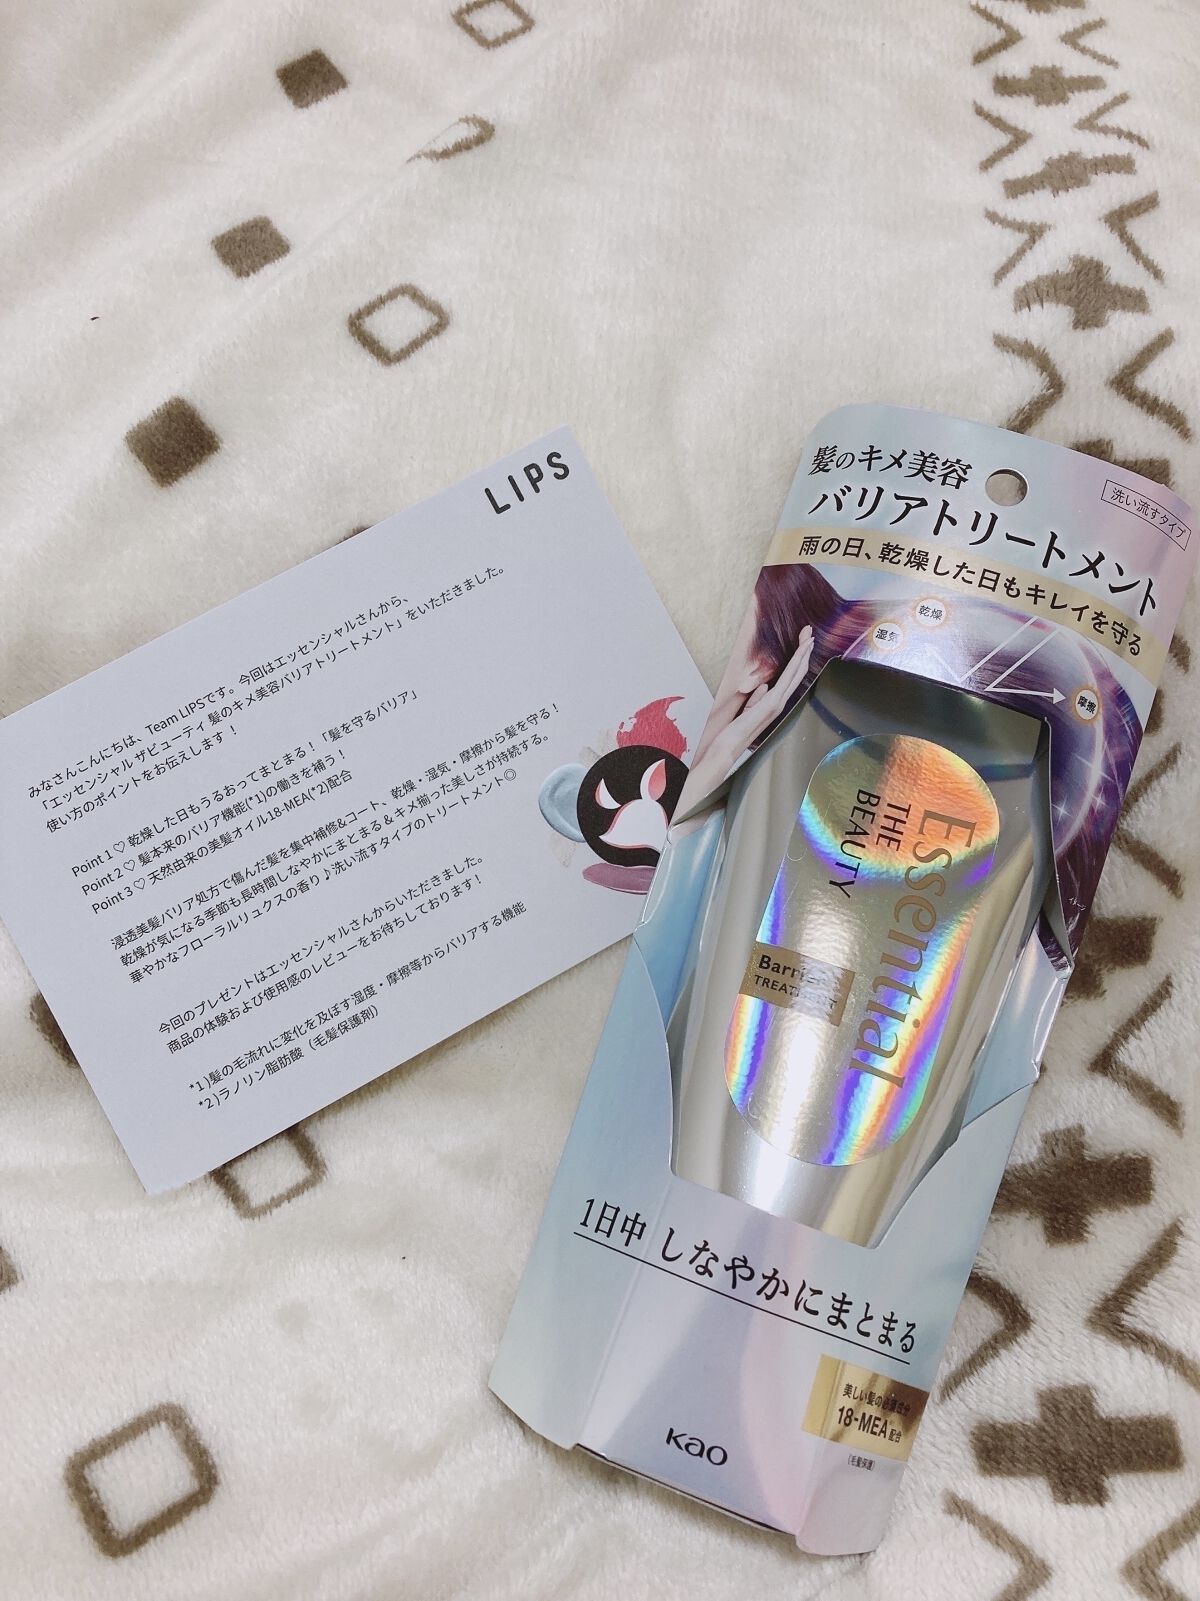 LIPS
みなさんこんにちは、Team LIPSです。今回はエッセンシャルさんから、
「エッセンシャル ザビューティ 髪のキメ美容バリアトリートメント」をいただきました。
使い方のポイントをお伝えします！
Point 1♡ 乾燥した日もうるおってまとまる！「髪を守るバリア」
Point 2♡ 髪本来のバリア機能(*1)の働きを補う！
Point 3♡ 天然由来の美髪オイル18-MEA(*2)配合
浸透美髪バリア処方で傷んだ髪を集中補修&コート、乾燥・湿気・摩擦から髪を守る！
乾燥が気になる季節も長時間しなやかにまとまる＆キメ揃った美しさが持続する。
華やかなフローラルリュクスの香り♪洗い流すタイプのトリートメント◎
今回のプレゼントはエッセンシャルさんからいただきました。
商品の体験および使用感のレビューをお待ちしております！
*1)髪の毛流れに変化を及ぼす湿度・摩擦等からバリアする機能
*2)ラノリン脂肪酸（毛髪保護剤）
髪のキメ美容
洗い流すタイプ
バリアトリートメント
雨の日、乾燥した日もキレイを守る
乾燥
湿気
摩擦
イメージ
Essential
THE
BEAUTY
Barrier
TREATMENT
1日中 しなやかにまとまる
美しい髪の必須成分
18-MEA 配合
(毛髪保護)
Kao